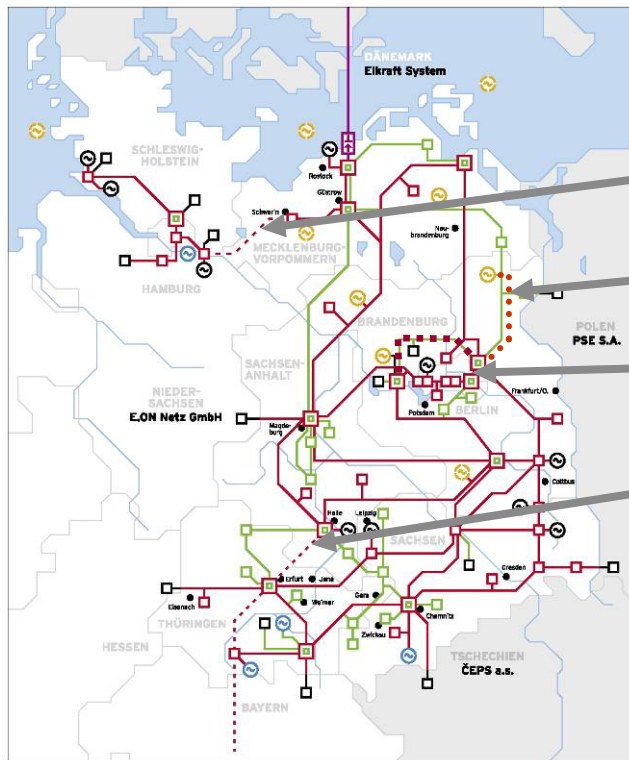 DÄNEMARK
Elkraft System
SCHLESWIG-
HOLSTEIN
Rostock
Güstrow
Schwerin
MECKLENBURG-
VORPOMMERN
Neu-
brandenburg
HAMBURG
BRANDENBURG
POLEN
PSE S.A.
SACHSEN-
ANHALT
NIEDER-
SACHSEN
E.ON Netz GmbH
Magde-
burg
Potsdam
BERLIN
Frankfurt/O.
Cottbus
Halle
Leipzig
SACHSEN
Dresden
Eisenach
Erfurt
Jena
Weimar
Gera
Chemnitz
Zwickau
THÜRINGEN
HESSEN
TSCHECHIEN
ČEPS a.s.
BAYERN